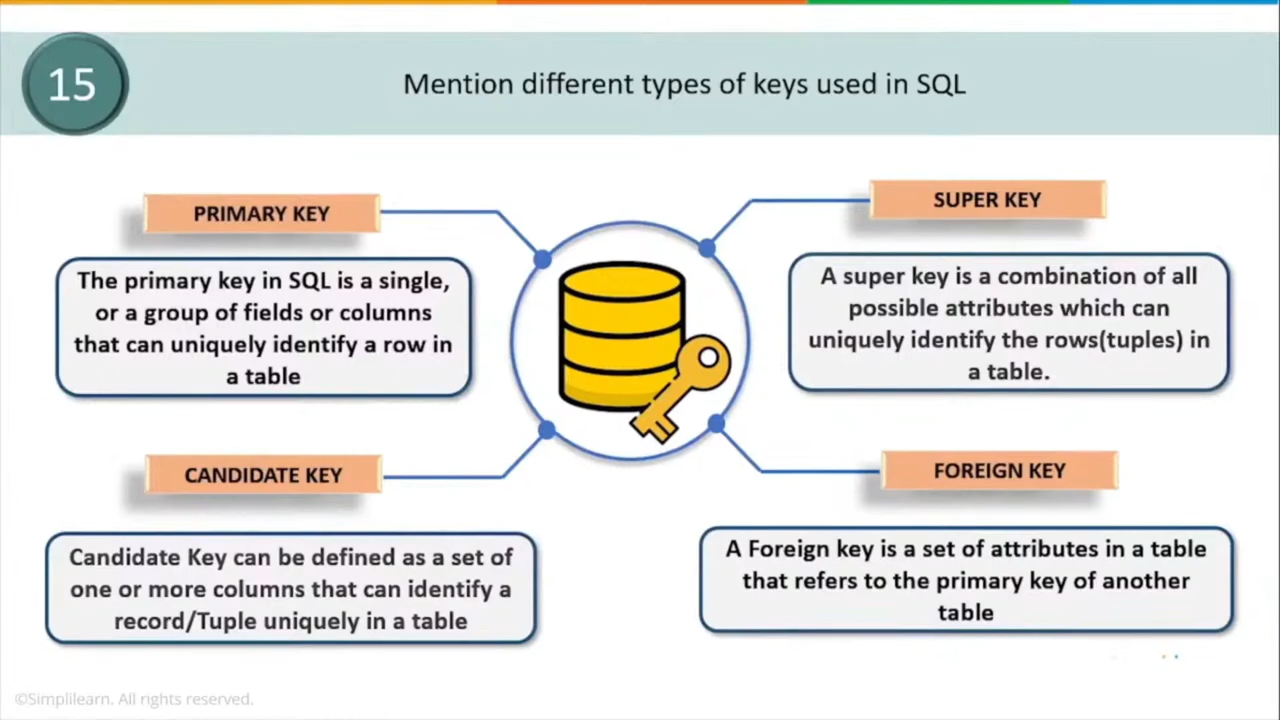 15
Mention different types of keys used in SQL
PRIMARY KEY
The primary key in SQL is a single,
or a group of fields or columns
that can uniquely identify a row in
a table
SUPER KEY
A super key is a combination of all
possible attributes which can
uniquely identify the rows(tuples) in
a table.
CANDIDATE KEY
Candidate Key can be defined as a set of
one or more columns that can identify a
record/Tuple uniquely in a table
FOREIGN KEY
A Foreign key is a set of attributes in a table
that refers to the primary key of another
table
©Simplilearn. All rights reserved.